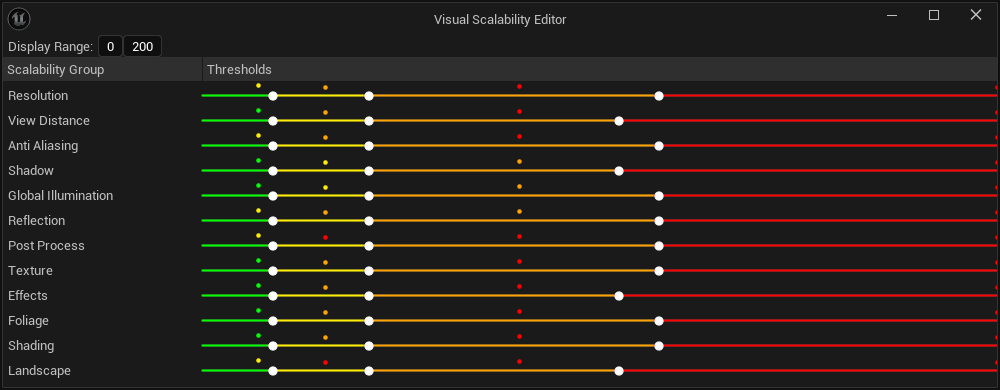 Visual Scalability Editor
Display Range: 0 200
Scalability Group Thresholds
Resolution
View Distance
Anti Aliasing
Shadow
Global Illumination
Reflection
Post Process
Texture
Effects
Foliage
Shading
Landscape